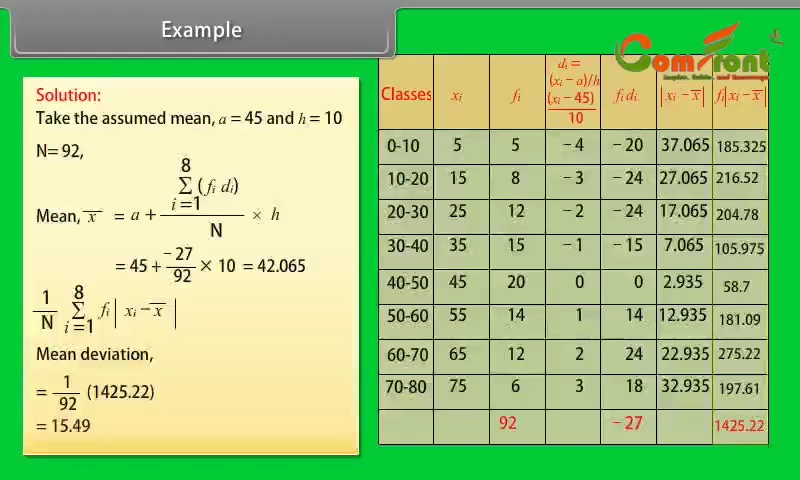 Example
Comfront
Solution:
Take the assumed mean, a = 45 and h = 10
N= 92,
Mean, x̅ = a + 8 Σ i=1 (fi di) / N × h
= 45 + −27/92 × 10 = 42.065
1/N 8 Σ i=1 fi | xi − x̅ |
Mean deviation,
= 1/92 (1425.22)
= 15.49
Classes xi fi di = (xi − a)/h (xi − 45)/10 fi di |xi − x̅| fi|xi − x̅|
0-10 5 5 −4 −20 37.065 185.325
10-20 15 8 −3 −24 27.065 216.52
20-30 25 12 −2 −24 17.065 204.78
30-40 35 15 −1 −15 7.065 105.975
40-50 45 20 0 0 2.935 58.7
50-60 55 14 1 14 12.935 181.09
60-70 65 12 2 24 22.935 275.22
70-80 75 6 3 18 32.935 197.61
92 −27 1425.22